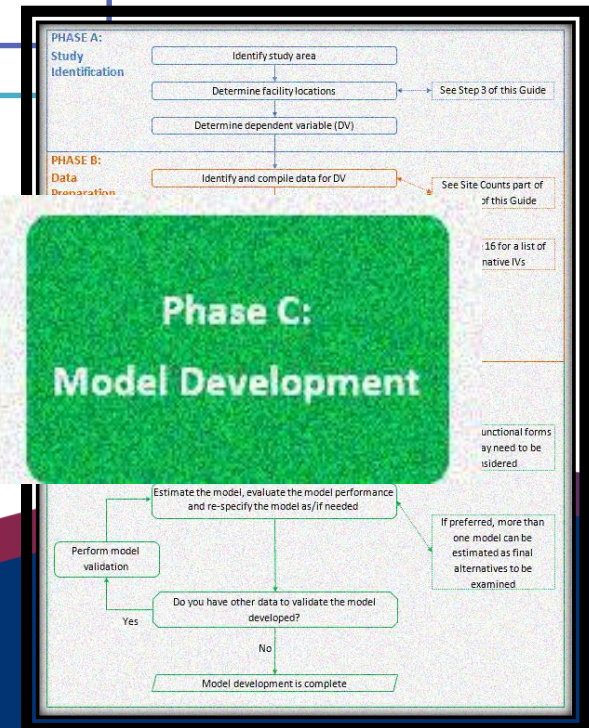 PHASE A:
Study
Identification
Identify study area
Determine facility locations
See Step 3 of this Guide
Determine dependent variable (DV)
PHASE B:
Data
Preparation
Identify and compile data for DV
See Site Counts part of
of this Guide
16 for a list of
native IVs
Phase C:
Model Development
unctional forms
ay need to be
nsidered
Estimate the model, evaluate the model performance
and re-specify the model as/if needed
If preferred, more than
one model can be
estimated as final
alternatives to be
examined
Perform model
validation
Do you have other data to validate the model
developed?
Yes
No
Model development is complete